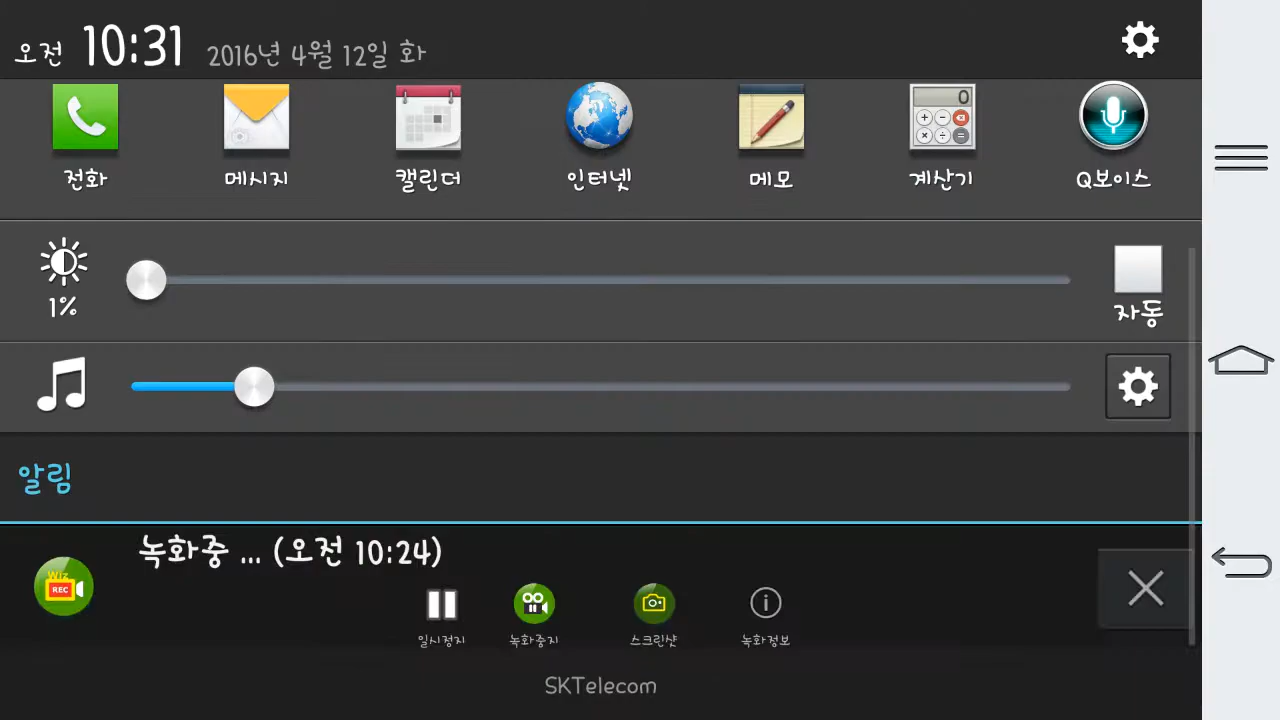 오전 10:31 2016년 4월 12일 화
0
전화 메시지 캘린더 인터넷 메모 계산기 Q보이스
1%
자동
알림
녹화중 ... (오전 10:24)
Wiz
REC
일시정지 녹화중지 스크린샷 녹화정보
SKTelecom